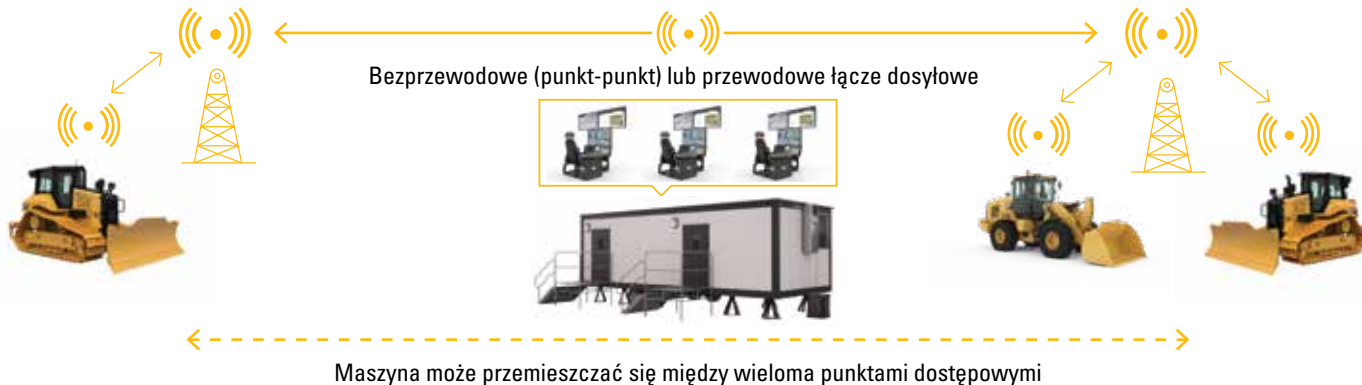 Bezprzewodowe (punkt-punkt) lub przewodowe łącze dosyłowe
Maszyna może przemieszczać się między wieloma punktami dostępowymi